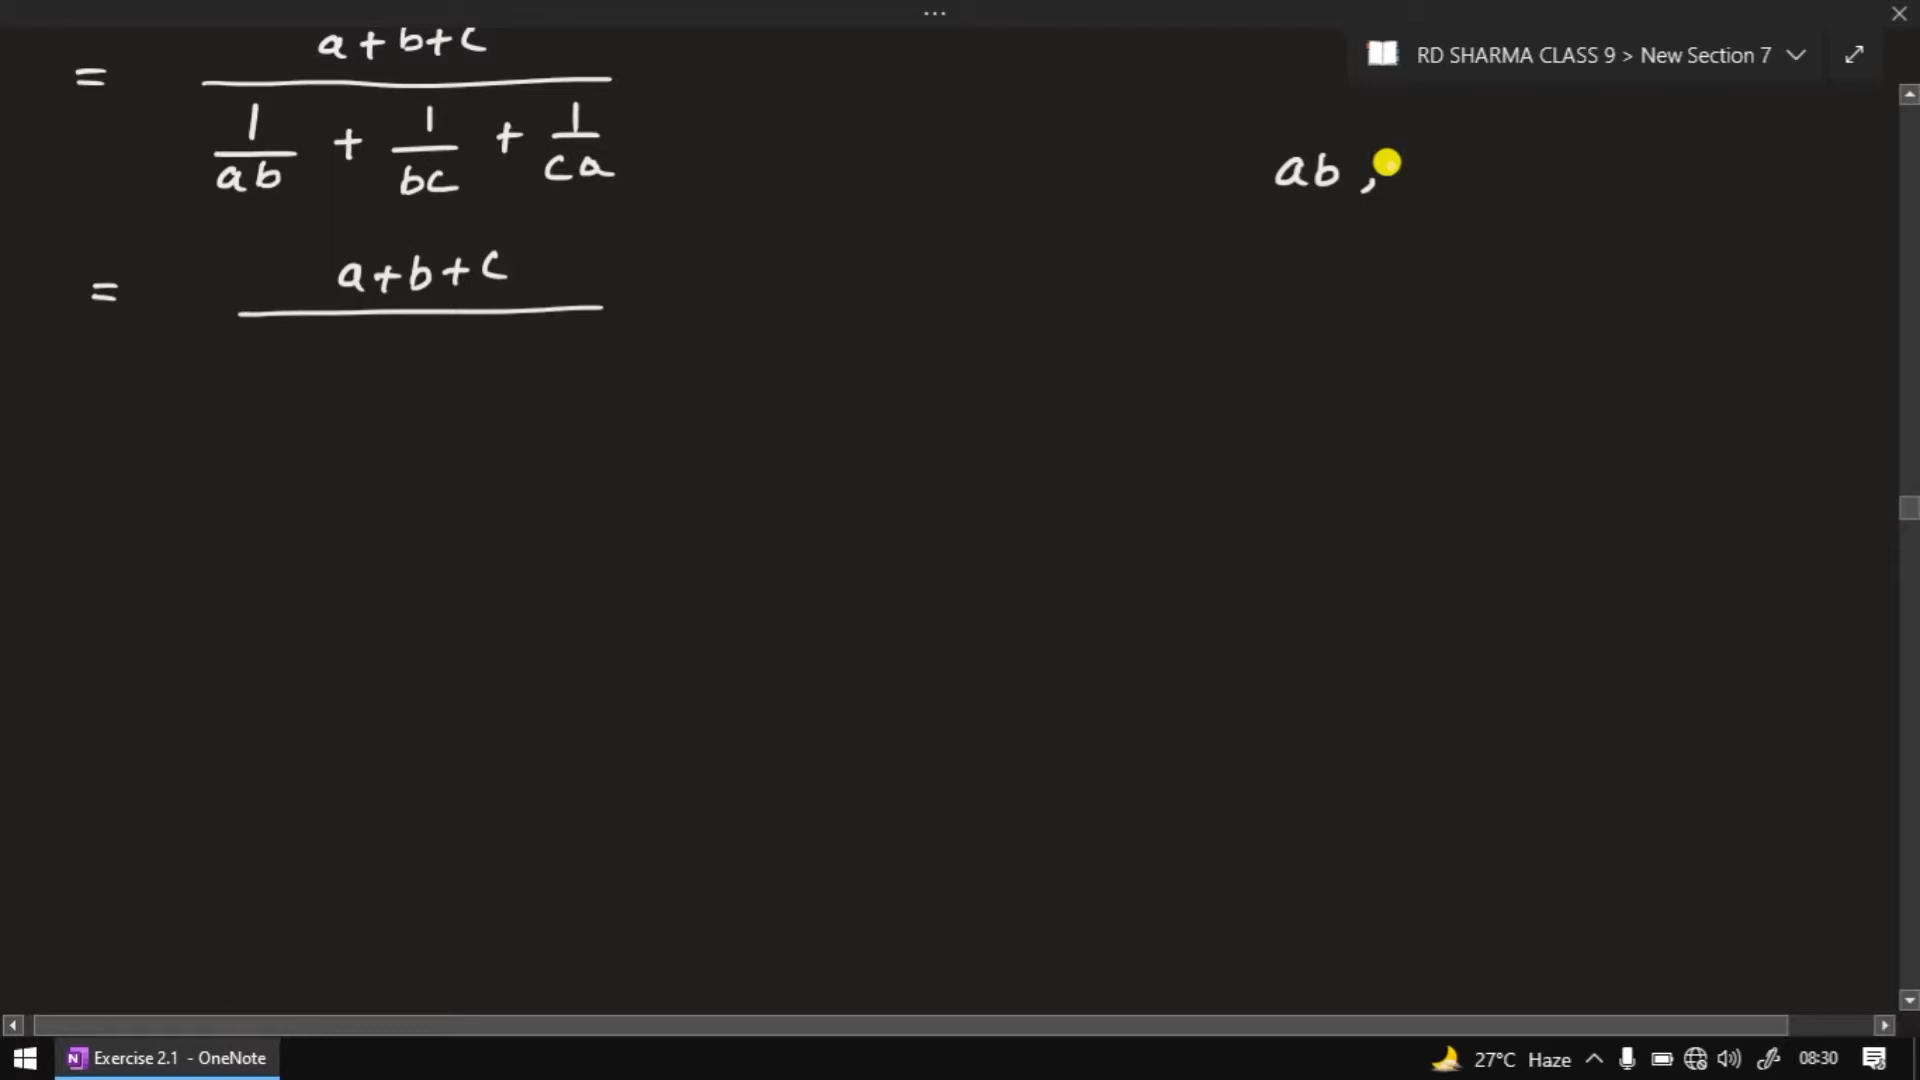 ...
RD SHARMA CLASS 9 > New Section 7
= a+b+c
1/ab + 1/bc + 1/ca
ab ,
= a+b+c
Exercise 2.1 - OneNote
27°C Haze
08:30